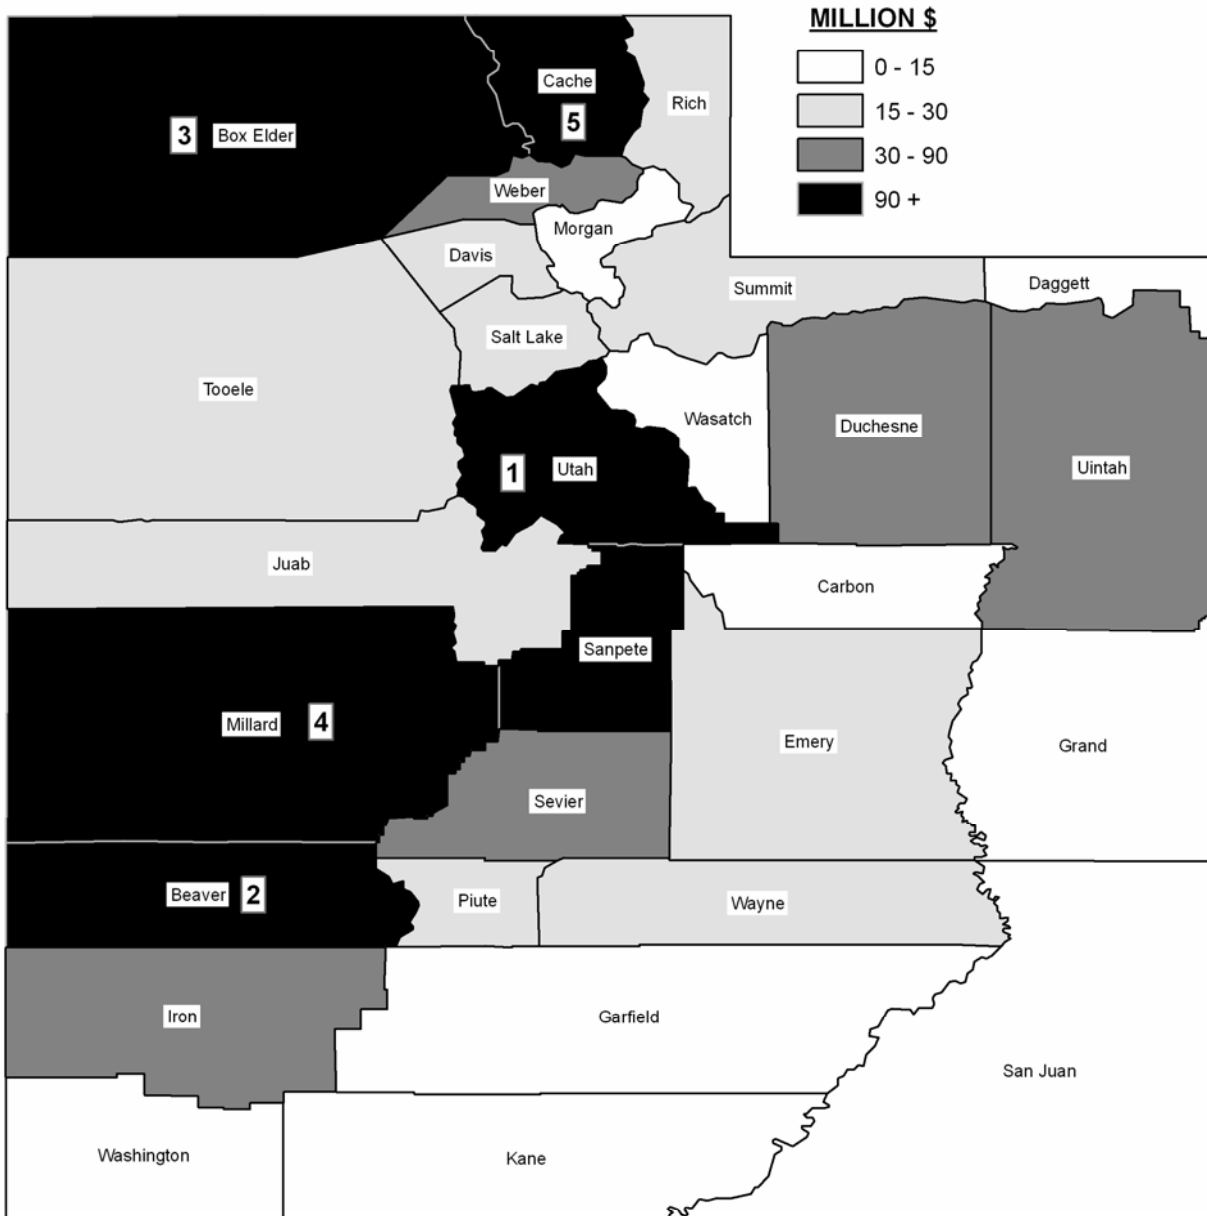 MILLION $
0 - 15
15 - 30
30 - 90
90 +
Cache
5
Rich
3 Box Elder
Weber
Morgan
Davis
Summit
Daggett
Salt Lake
Tooele
Wasatch
Duchesne
1 Utah
Uintah
Juab
Carbon
Sanpete
Millard 4
Emery
Grand
Sevier
Beaver 2
Piute
Wayne
Iron
Garfield
San Juan
Washington
Kane